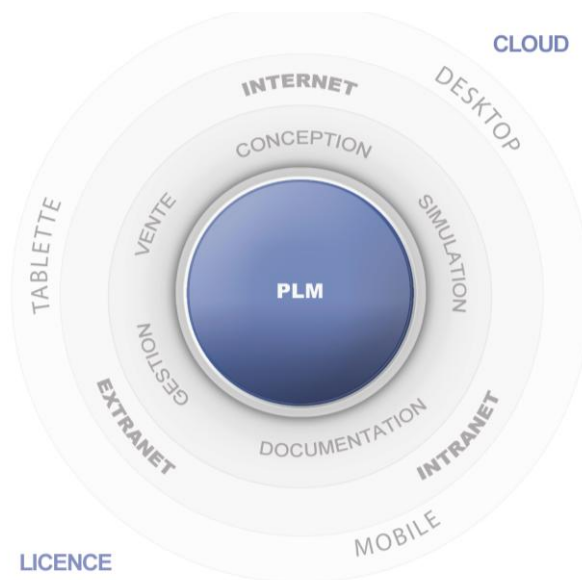 CLOUD
DESKTOP
INTERNET
CONCEPTION
TABLETTE
VENTE
SIMULATION
PLM
GESTION
EXTRANET
DOCUMENTATION
INTRANET
MOBILE
LICENCE